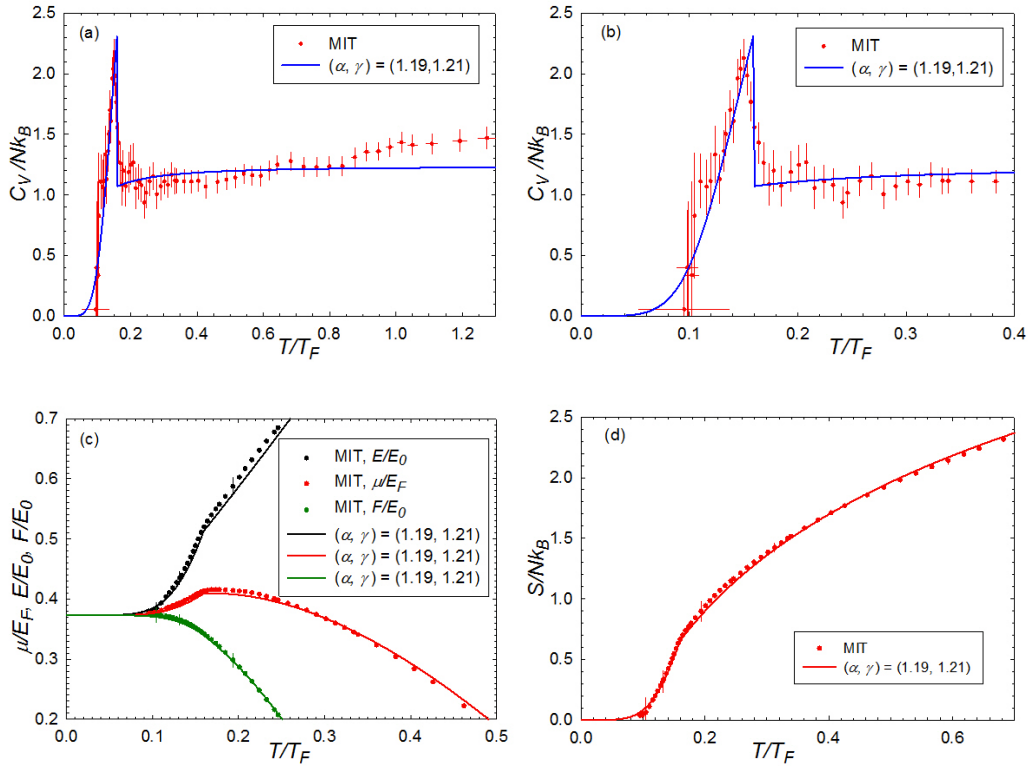 (a)
MIT
(α, γ) = (1.19,1.21)
C_V/Nk_B
2.5
2.0
1.5
1.0
0.5
0.0
0.0 0.2 0.4 0.6 0.8 1.0 1.2
T/T_F
(b)
MIT
(α, γ) = (1.19,1.21)
C_V/Nk_B
2.5
2.0
1.5
1.0
0.5
0.0
0.0 0.1 0.2 0.3 0.4
T/T_F
(c)
MIT, E/E_0
MIT, μ/E_F
MIT, F/E_0
(α, γ) = (1.19, 1.21)
(α, γ) = (1.19, 1.21)
(α, γ) = (1.19, 1.21)
μ/E_F, E/E_0, F/E_0
0.7
0.6
0.5
0.4
0.3
0.2
0.0 0.1 0.2 0.3 0.4 0.5
T/T_F
(d)
MIT
(α, γ) = (1.19, 1.21)
S/Nk_B
2.5
2.0
1.5
1.0
0.5
0.0
0.0 0.2 0.4 0.6
T/T_F